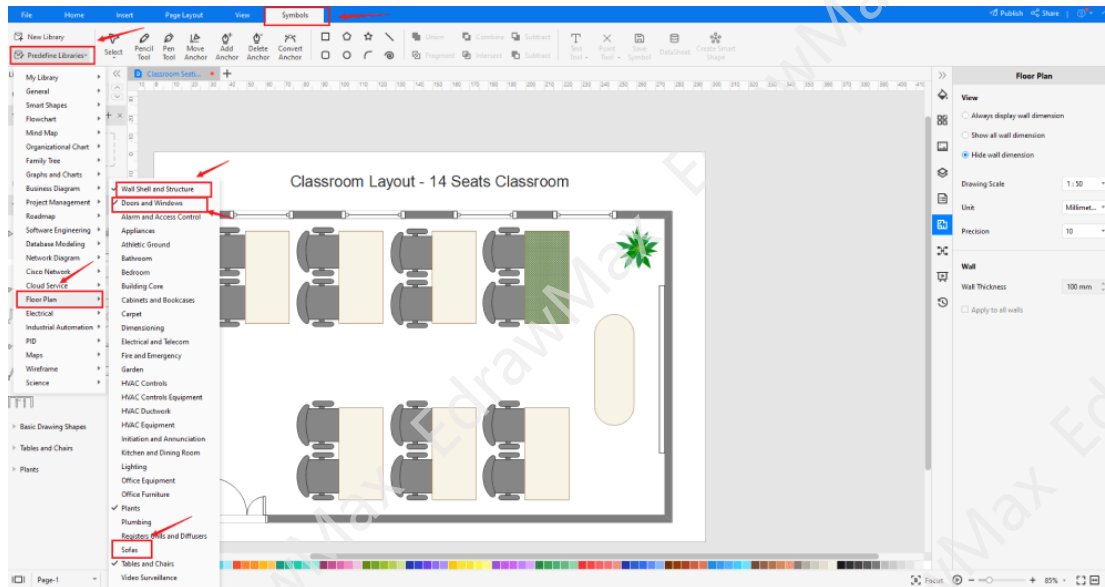 File Home Insert Page Layout View Symbols Publish Share
New Library
Predefine Libraries
Select Pencil Tool Pen Tool Move Anchor Add Anchor Delete Anchor Convert Anchor
Union Combine Subtract
Fragment Intersect Subtract
Text Tool Point Tool Save Symbol DataSheet Create Smart Shape
My Library
General
Smart Shapes
Flowchart
Mind Map
Organizational Chart
Family Tree
Graphs and Charts
Business Diagram
Project Management
Roadmap
Software Engineering
Database Modeling
Network Diagram
Cisco Network
Cloud Service
Floor Plan
Electrical
Industrial Automation
PID
Maps
Wireframe
Science
Basic Drawing Shapes
Tables and Chairs
Plants
Wall Shell and Structure
Doors and Windows
Alarm and Access Control
Appliances
Athletic Ground
Bathroom
Bedroom
Building Core
Cabinets and Bookcases
Carpet
Dimensioning
Electrical and Telecom
Fire and Emergency
Garden
HVAC Controls
HVAC Controls Equipment
HVAC Ductwork
HVAC Equipment
Initiation and Annunciation
Kitchen and Dining Room
Lighting
Office Equipment
Office Furniture
Plants
Plumbing
Registers Grills and Diffusers
Sofas
Tables and Chairs
Video Surveillance
Classroom Seati...
Classroom Layout - 14 Seats Classroom
EdrawMax
Floor Plan
View
Always display wall dimension
Show all wall dimension
Hide wall dimension
Drawing Scale 1 : 50
Unit Millimet...
Precision 10
Wall
Wall Thickness 100 mm
Apply to all walls
Page-1
Focus 85%